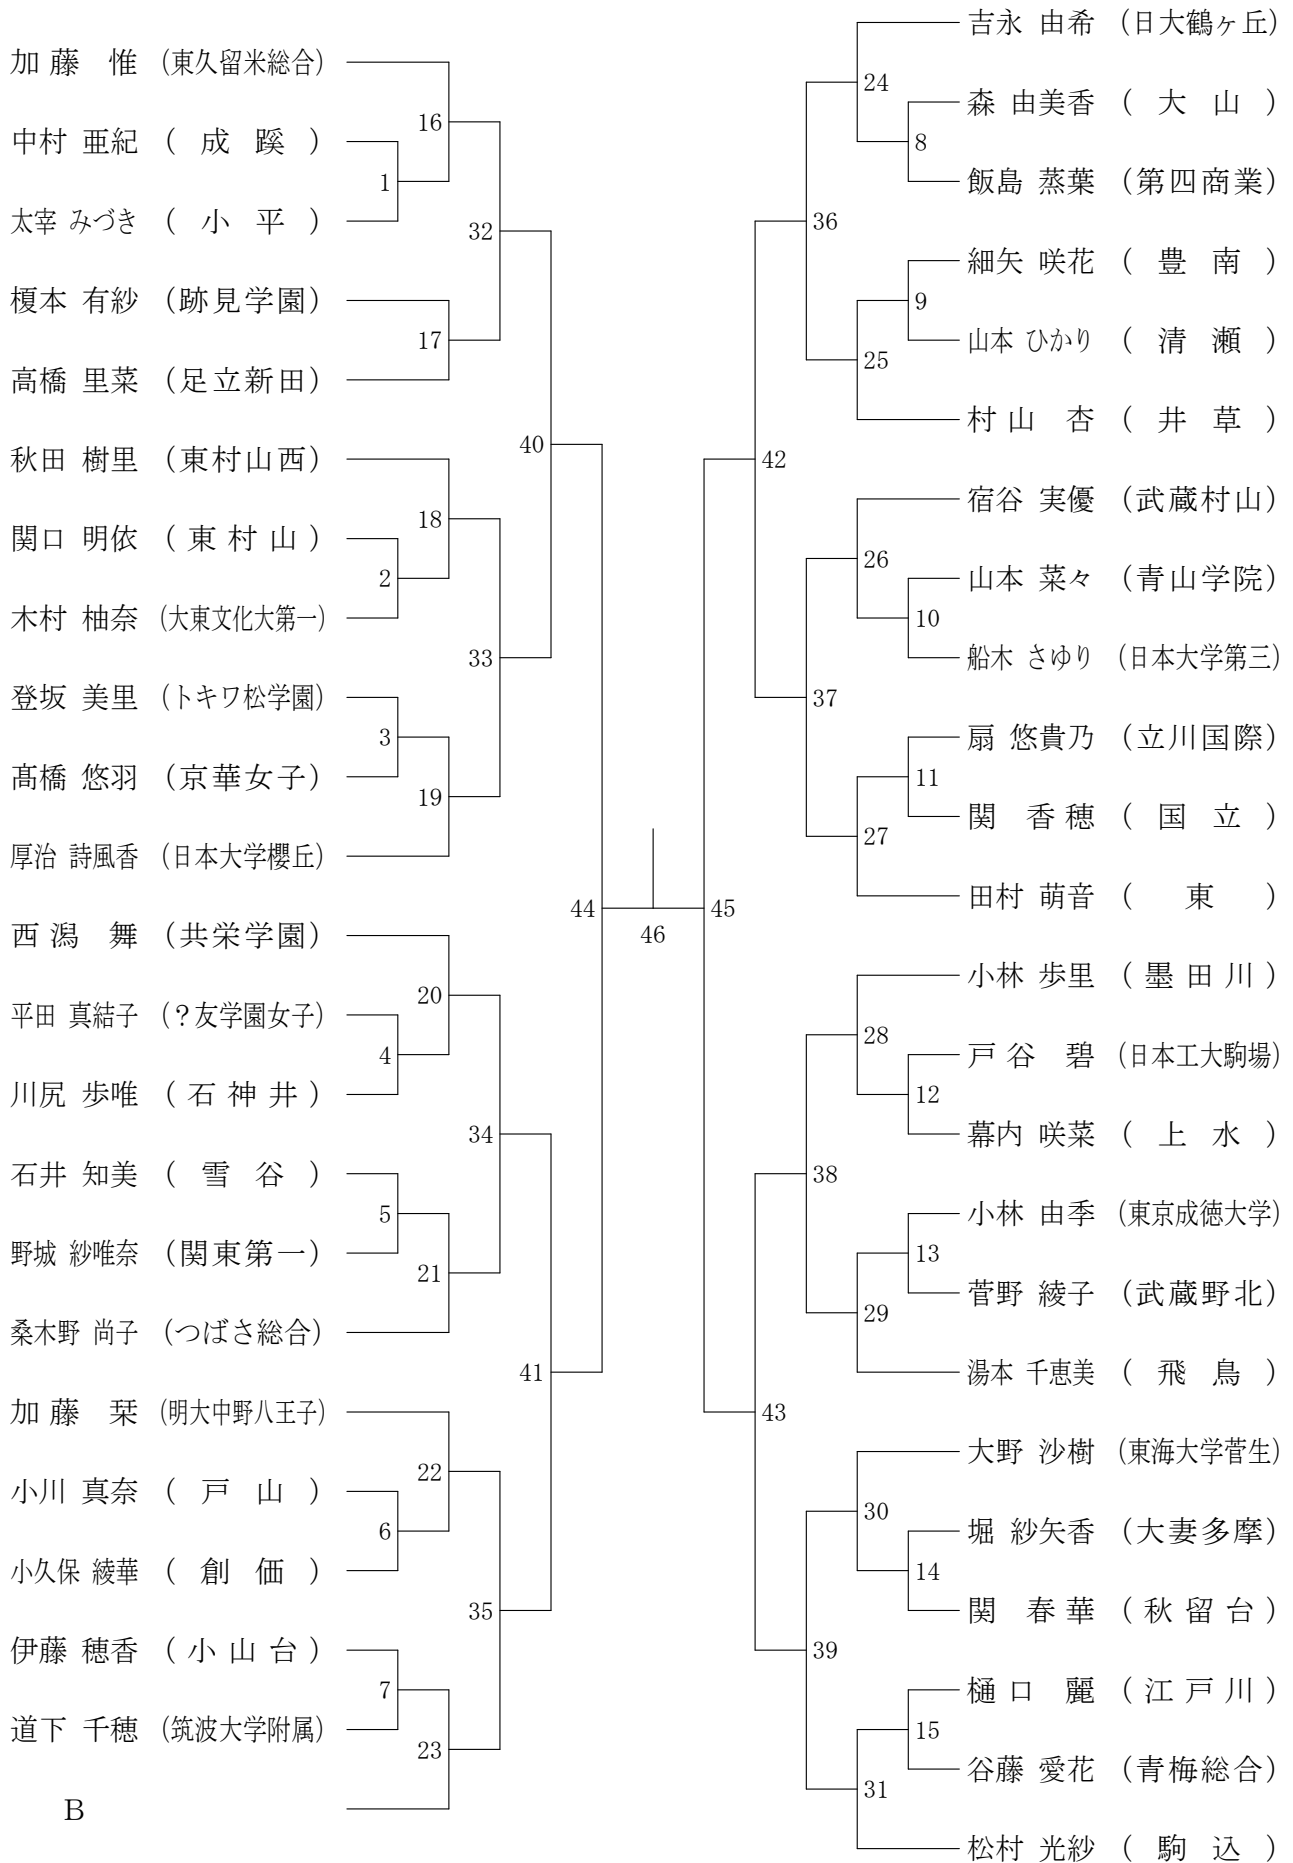 加藤 惟 (東久留米総合)
中村 亜紀 (成蹊)
太宰 みづき (小平)
榎本 有紗 (跡見学園)
高橋 里菜 (足立新田)
秋田 樹里 (東村山西)
関口 明依 (東村山)
木村 柚奈 (大東文化大第一)
登坂 美里 (トキワ松学園)
髙橋 悠羽 (京華女子)
厚治 詩風香 (日本大学櫻丘)
西潟 舞 (共栄学園)
平田 真結子 (?友学園女子)
川尻 歩唯 (石神井)
石井 知美 (雪谷)
野城 紗唯奈 (関東第一)
桑木野 尚子 (つばさ総合)
加藤 栞 (明大中野八王子)
小川 真奈 (戸山)
小久保 綾華 (創価)
伊藤 穂香 (小山台)
道下 千穂 (筑波大学附属)
B
1
2
3
4
5
6
7
16
17
18
19
20
21
22
23
32
33
34
35
40
41
44
46
45
42
43
36
37
38
39
24
25
26
27
28
29
30
31
8
9
10
11
12
13
14
15
吉永 由希 (日大鶴ヶ丘)
森 由美香 (大山)
飯島 蒸葉 (第四商業)
細矢 咲花 (豊南)
山本 ひかり (清瀬)
村山 杏 (井草)
宿谷 実優 (武蔵村山)
山本 菜々 (青山学院)
船木 さゆり (日本大学第三)
扇 悠貴乃 (立川国際)
関 香穂 (国立)
田村 萌音 (東)
小林 歩里 (墨田川)
戸谷 碧 (日本工大駒場)
幕内 咲菜 (上水)
小林 由季 (東京成徳大学)
菅野 綾子 (武蔵野北)
湯本 千恵美 (飛鳥)
大野 沙樹 (東海大学菅生)
堀 紗矢香 (大妻多摩)
関 春華 (秋留台)
樋口 麗 (江戸川)
谷藤 愛花 (青梅総合)
松村 光紗 (駒込)